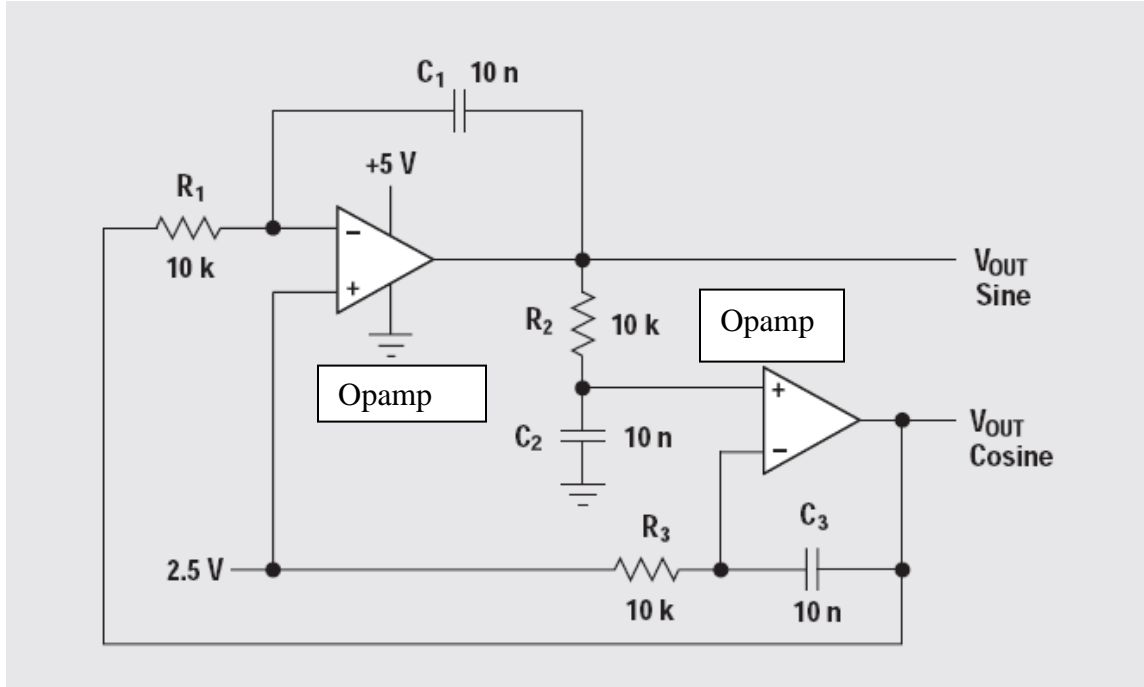 C1 10 n
+5 V
R1
10 k
−
+
VOUT
Sine
R2 10 k
Opamp
Opamp
+
−
C2 10 n
VOUT
Cosine
C3
R3
2.5 V
10 k
10 n